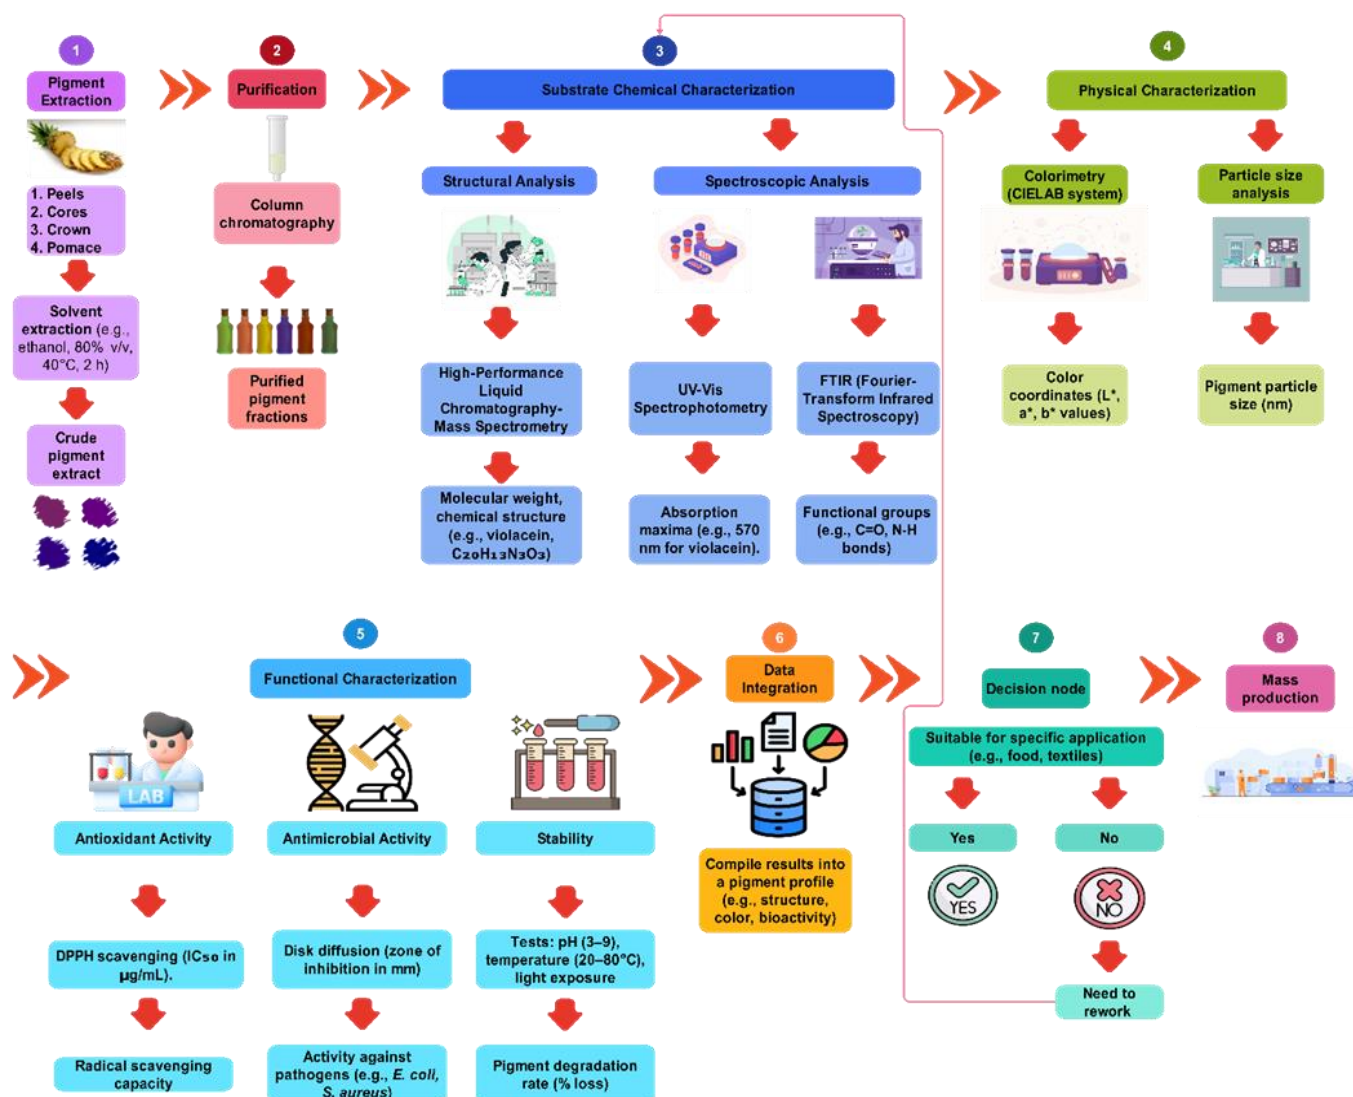 1
Pigment
Extraction
1. Peels
2. Cores
3. Crown
4. Pomace
Solvent
extraction (e.g.,
ethanol, 80% v/v,
40°C, 2 h)
Crude
pigment
extract
2
Purification
Column
chromatography
Purified
pigment
fractions
3
Substrate Chemical Characterization
Structural Analysis
High-Performance
Liquid
Chromatography-
Mass Spectrometry
Molecular weight,
chemical structure
(e.g., violacein,
C₂₀H₁₃N₃O₃)
Spectroscopic Analysis
UV-Vis
Spectrophotometry
Absorption
maxima (e.g., 570
nm for violacein).
FTIR (Fourier-
Transform Infrared
Spectroscopy)
Functional groups
(e.g., C=O, N-H
bonds)
4
Physical Characterization
Colorimetry
(CIELAB system)
Color
coordinates (L*,
a*, b* values)
Particle size
analysis
Pigment particle
size (nm)
5
Functional Characterization
LAB
Antioxidant Activity
DPPH scavenging (IC₅₀ in
µg/mL).
Radical scavenging
capacity
Antimicrobial Activity
Disk diffusion (zone of
inhibition in mm)
Activity against
pathogens (e.g., E. coli,
S. aureus)
Stability
Tests: pH (3–9),
temperature (20–80°C),
light exposure
Pigment degradation
rate (% loss)
6
Data
Integration
Compile results into
a pigment profile
(e.g., structure,
color, bioactivity)
7
Decision node
Suitable for specific application
(e.g., food, textiles)
Yes
YES
No
NO
Need to
rework
8
Mass
production